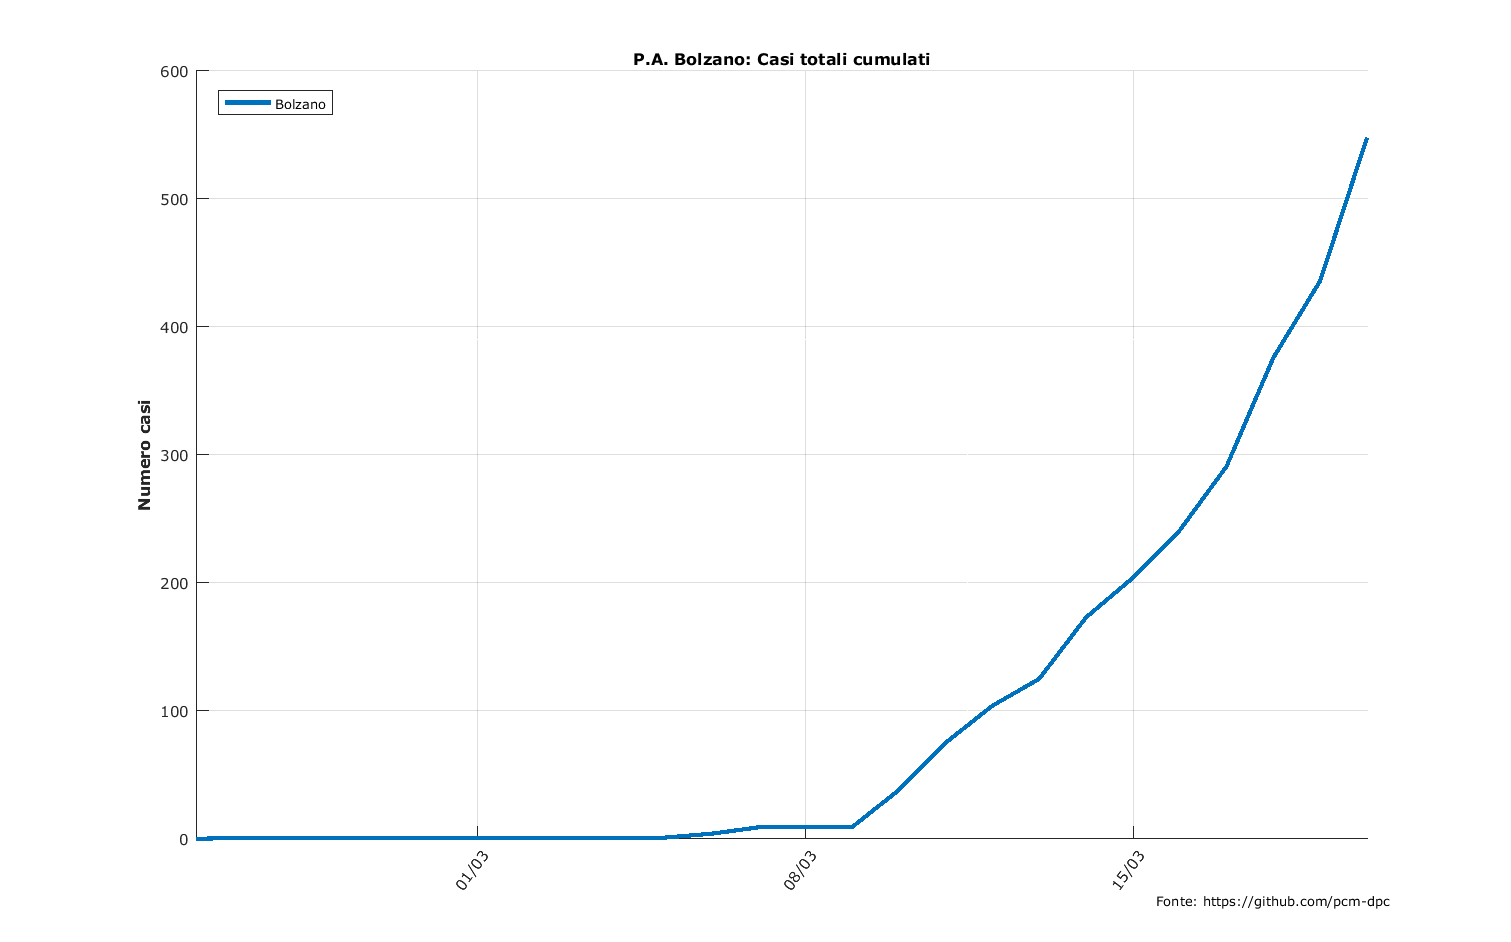 P.A. Bolzano: Casi totali cumulati
Bolzano
Numero casi
600
500
400
300
200
100
0
01/03
08/03
15/03
Fonte: https://github.com/pcm-dpc